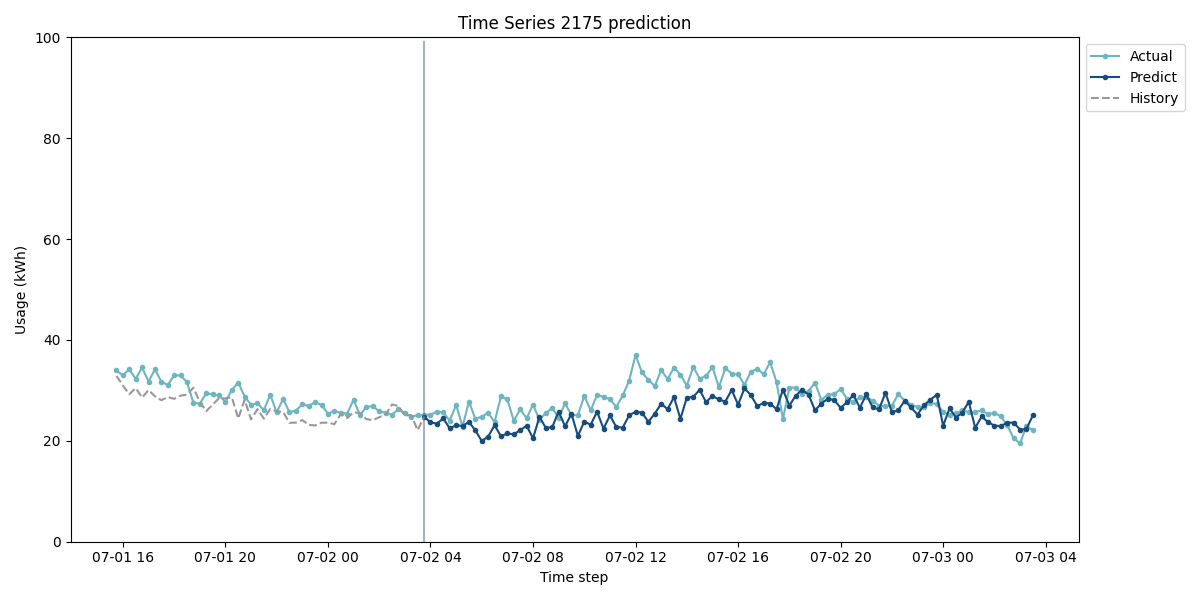 Time Series 2175 prediction
100
80
60
40
20
0
Usage (kWh)
07-01 16
07-01 20
07-02 00
07-02 04
07-02 08
07-02 12
07-02 16
07-02 20
07-03 00
07-03 04
Time step
Actual
Predict
History